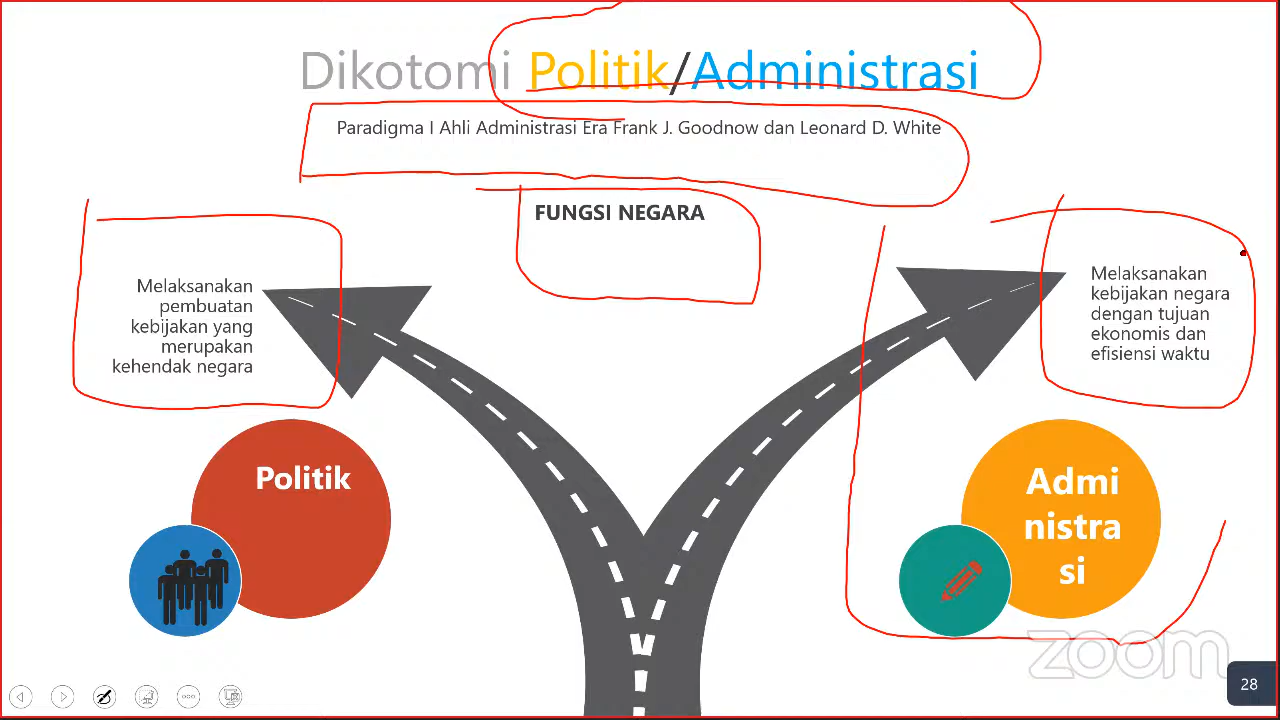 Dikotomi Politik/Administrasi
Paradigma I Ahli Administrasi Era Frank J. Goodnow dan Leonard D. White
FUNGSI NEGARA
Melaksanakan
pembuatan
kebijakan yang
merupakan
kehendak negara
Melaksanakan
kebijakan negara
dengan tujuan
ekonomis dan
efisiensi waktu
Politik
Admi
nistra
si
zoom
28